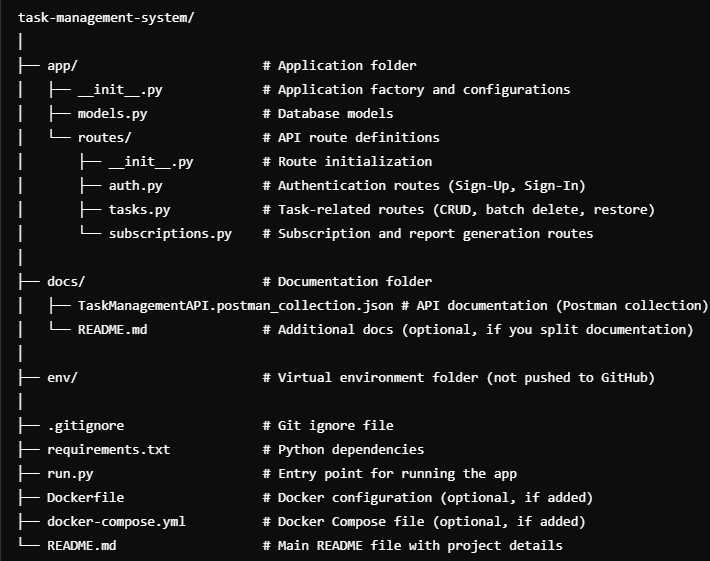 task-management-system/
│
├── app/                        # Application folder
│   ├── __init__.py             # Application factory and configurations
│   ├── models.py               # Database models
│   └── routes/                 # API route definitions
│       ├── __init__.py         # Route initialization
│       ├── auth.py             # Authentication routes (Sign-Up, Sign-In)
│       ├── tasks.py            # Task-related routes (CRUD, batch delete, restore)
│       └── subscriptions.py    # Subscription and report generation routes
│
├── docs/                       # Documentation folder
│   ├── TaskManagementAPI.postman_collection.json # API documentation (Postman collection)
│   └── README.md               # Additional docs (optional, if you split documentation)
│
├── env/                        # Virtual environment folder (not pushed to GitHub)
│
├── .gitignore                  # Git ignore file
├── requirements.txt            # Python dependencies
├── run.py                      # Entry point for running the app
├── Dockerfile                  # Docker configuration (optional, if added)
├── docker-compose.yml          # Docker Compose file (optional, if added)
└── README.md                   # Main README file with project details